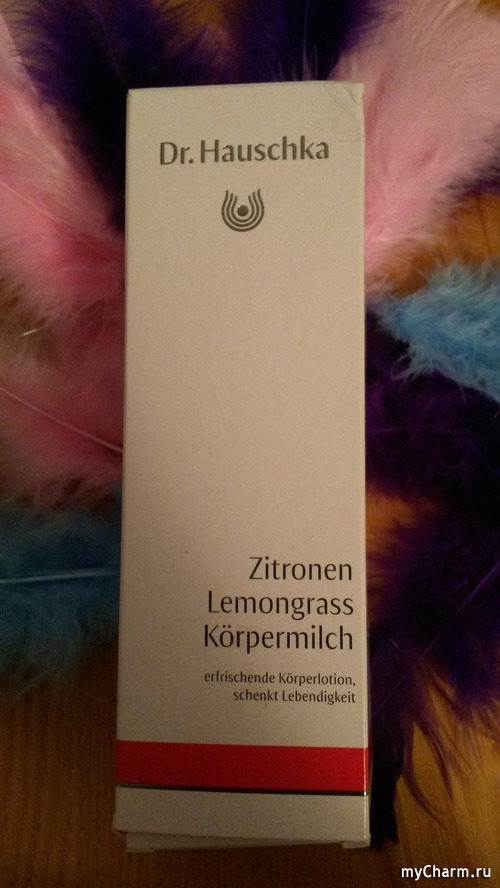 Dr. Hauschka
Zitronen
Lemongrass
Körpermilch
erfrischende Körperlotion,
schenkt Lebendigkeit
myCharm.ru